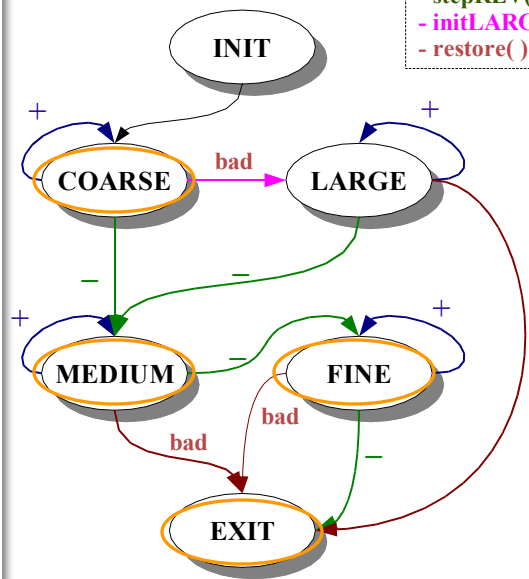 - initLARG
- restore( )
INIT
+
+
COARSE
bad
LARGE
–
–
+
+
MEDIUM
–
FINE
bad
bad
–
EXIT